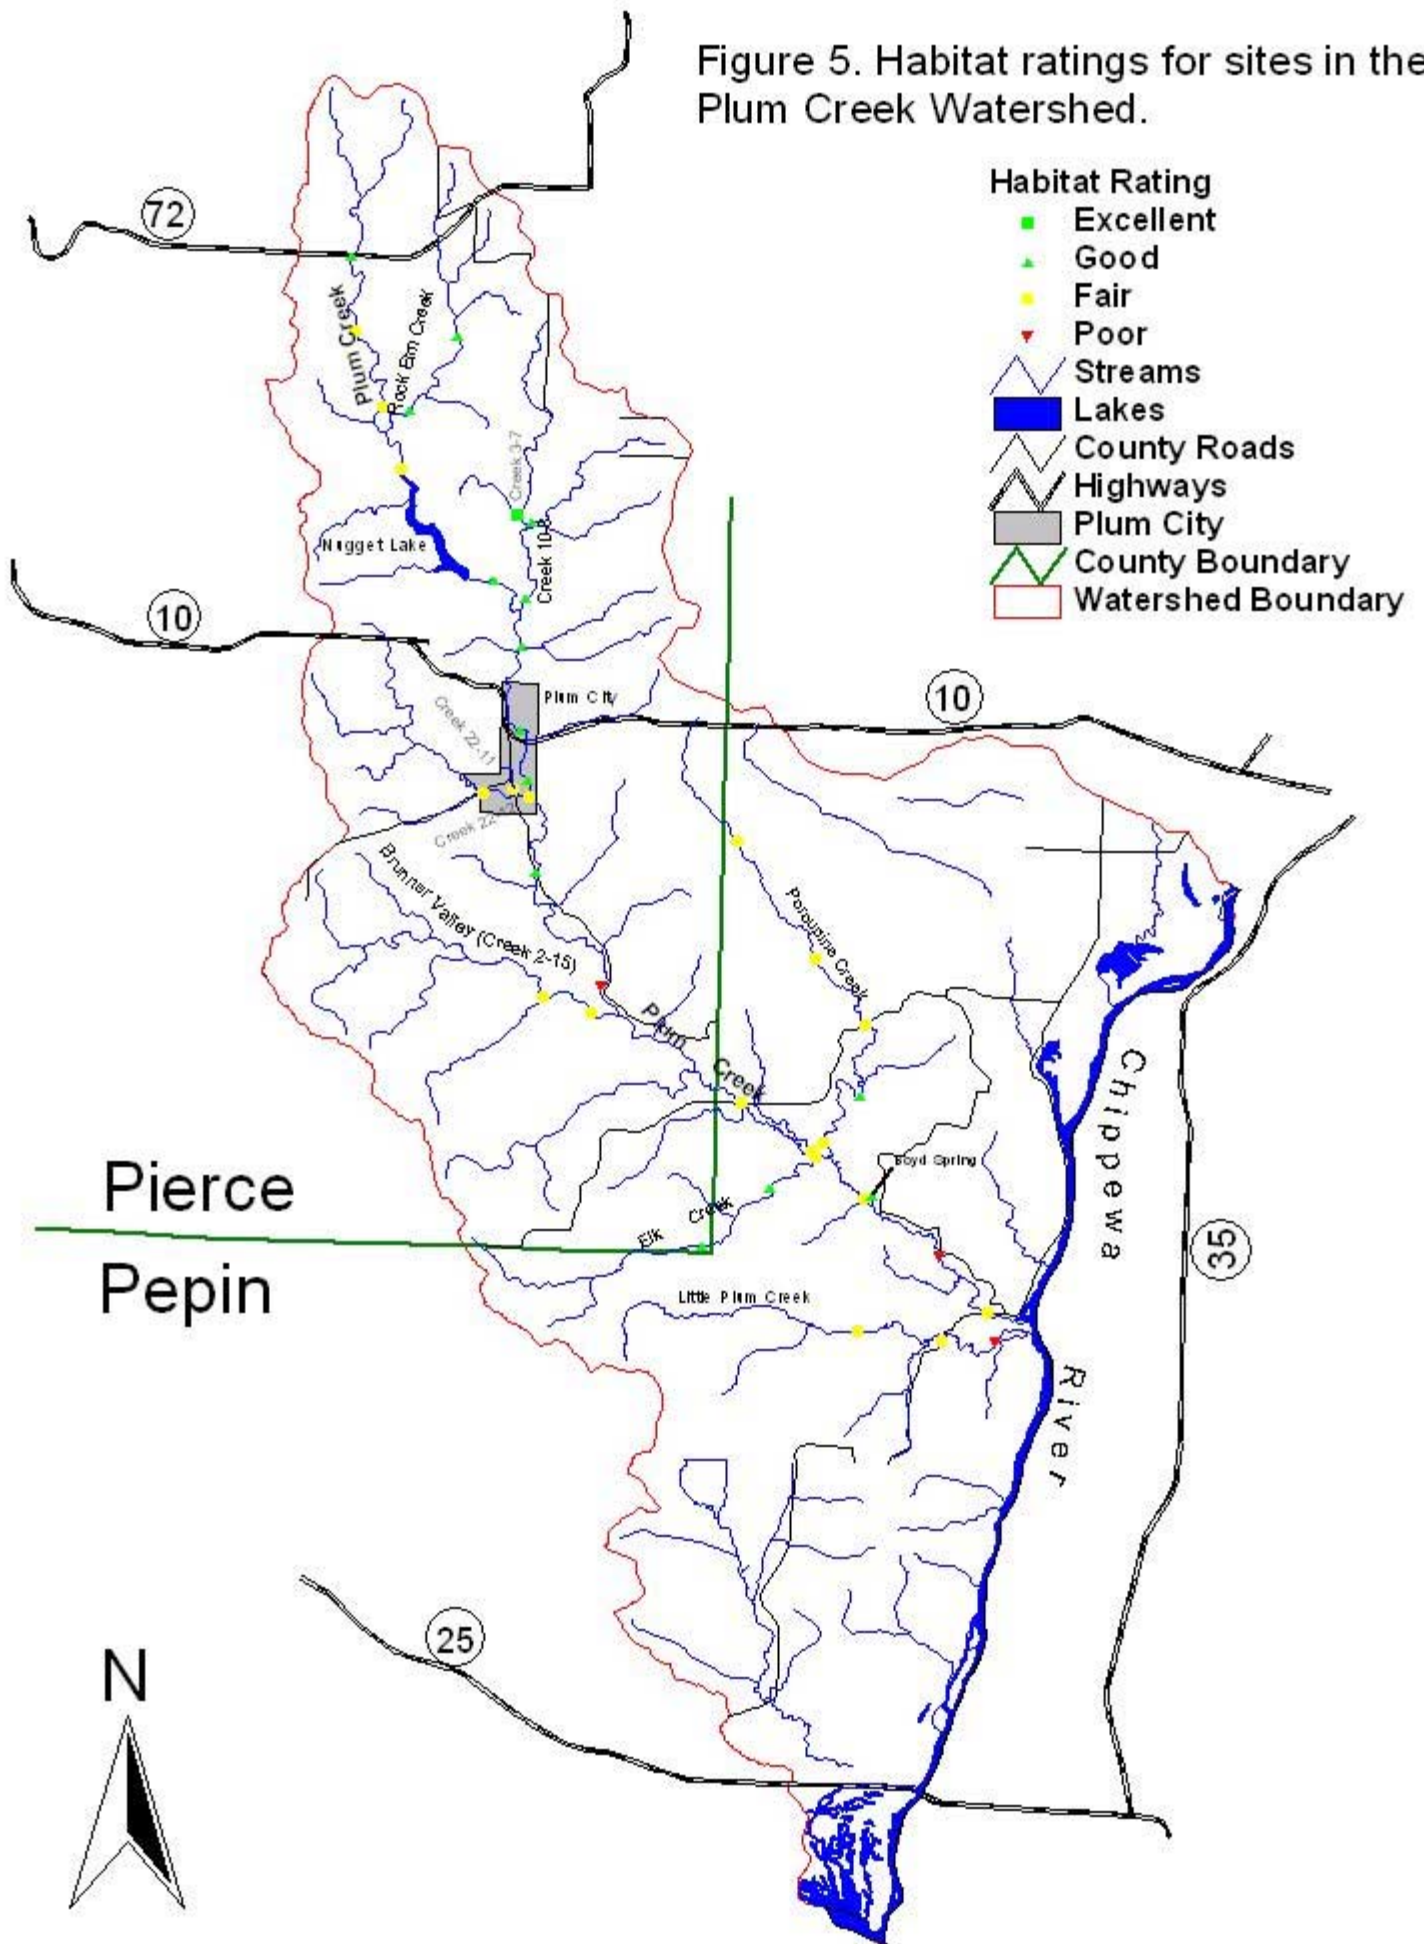 Figure 5. Habitat ratings for sites in the
Plum Creek Watershed.
Habitat Rating
Excellent
Good
Fair
Poor
Streams
Lakes
County Roads
Highways
Plum City
County Boundary
Watershed Boundary
72
Plum Creek
Rock Elm Creek
Creek 3-7
Nugget Lake
Creek 10-8
10
Plum City
10
Creek 22-11
Creek 22-12
Brunner Valley (Creek 2-15)
Porcupine Creek
Plum Creek
Boyd Spring
Chippewa
River
Pierce
Elk Creek
35
Pepin
Little Plum Creek
25
N